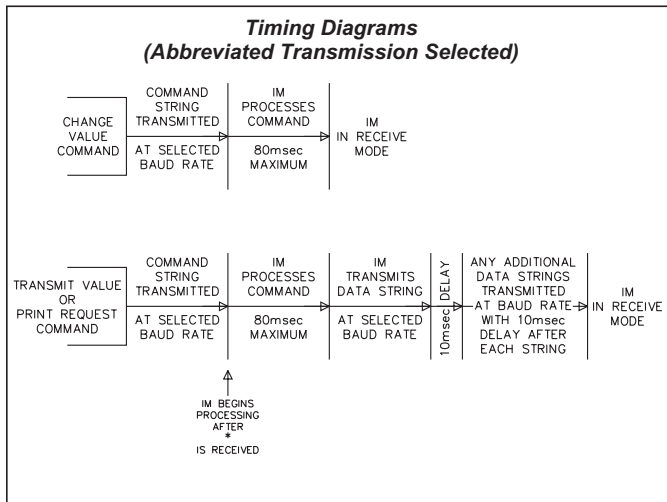 Timing Diagrams
(Abbreviated Transmission Selected)
CHANGE
VALUE
COMMAND
COMMAND
STRING
TRANSMITTED
AT SELECTED
BAUD RATE
IM
PROCESSES
COMMAND
80msec
MAXIMUM
IM
IN RECEIVE
MODE
TRANSMIT VALUE
OR
PRINT REQUEST
COMMAND
COMMAND
STRING
TRANSMITTED
AT SELECTED
BAUD RATE
IM
PROCESSES
COMMAND
80msec
MAXIMUM
IM
TRANSMITS
DATA STRING
AT SELECTED
BAUD RATE
10msec DELAY
ANY ADDITIONAL
DATA STRINGS
TRANSMITTED
AT BAUD RATE
WITH 10msec
DELAY AFTER
EACH STRING
IM
IN RECEIVE
MODE
IM BEGINS
PROCESSING
AFTER
*
IS RECEIVED